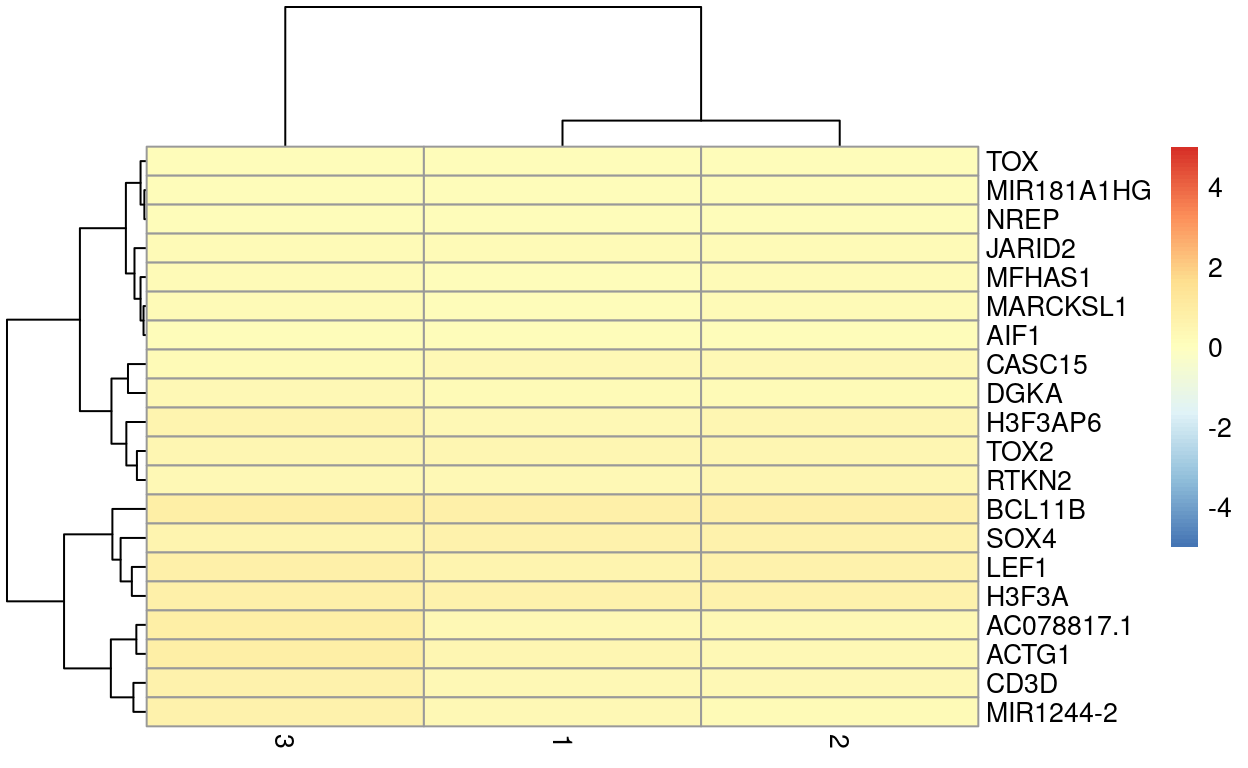 TOX
MIR181A1HG
NREP
JARID2
MFHAS1
MARCKSL1
AIF1
CASC15
DGKA
H3F3AP6
TOX2
RTKN2
BCL11B
SOX4
LEF1
H3F3A
AC078817.1
ACTG1
CD3D
MIR1244-2
3
1
2
4
2
0
-2
-4